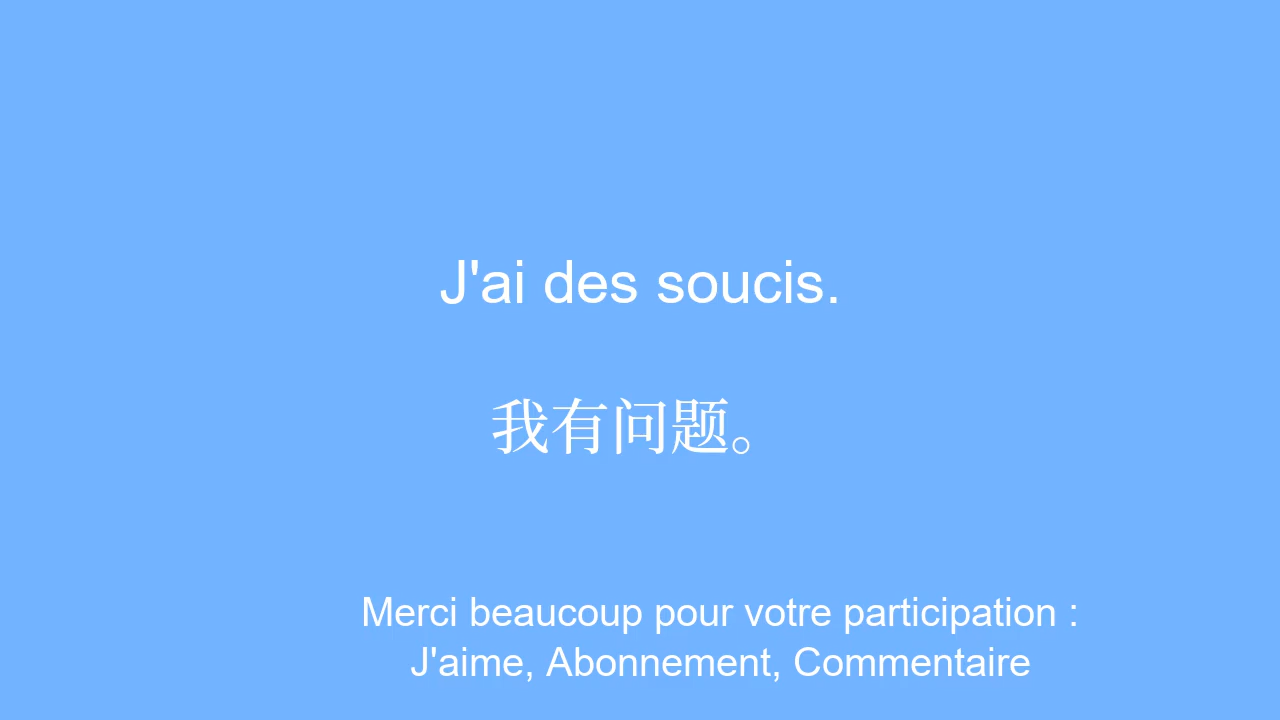 J'ai des soucis.
我有问题。
Merci beaucoup pour votre participation :
J'aime, Abonnement, Commentaire